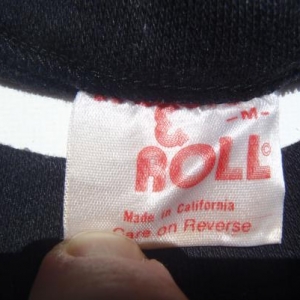 -M-
ROLL©
Made in California
Care on Reverse